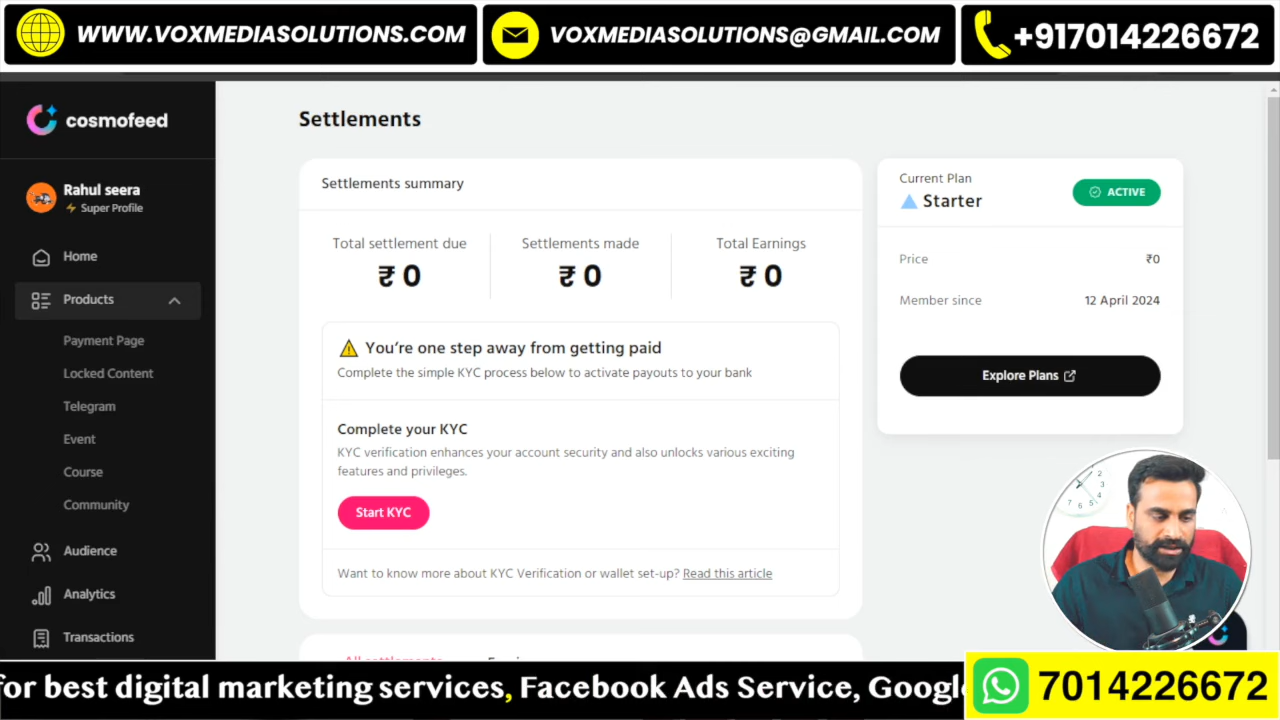 WWW.VOXMEDIASOLUTIONS.COM
VOXMEDIASOLUTIONS@GMAIL.COM
+917014226672
cosmofeed
Rahul seera
Super Profile
Home
Products
Payment Page
Locked Content
Telegram
Event
Course
Community
Audience
Analytics
Transactions
Settlements
Settlements summary
Total settlement due
₹ 0
Settlements made
₹ 0
Total Earnings
₹ 0
You’re one step away from getting paid
Complete the simple KYC process below to activate payouts to your bank
Complete your KYC
KYC verification enhances your account security and also unlocks various exciting
features and privileges.
Start KYC
Want to know more about KYC Verification or wallet set-up? Read this article
Current Plan
Starter
ACTIVE
Price
₹0
Member since
12 April 2024
Explore Plans
for best digital marketing services, Facebook Ads Service, Google
7014226672